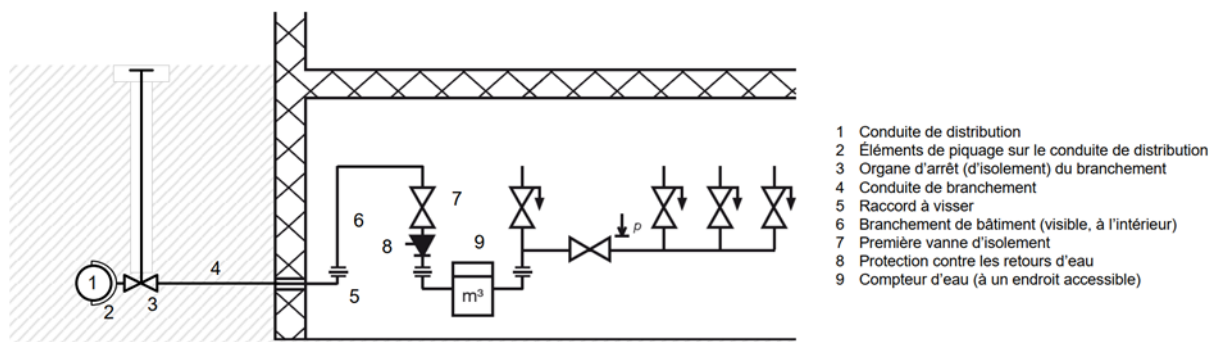 1 Conduite de distribution
2 Éléments de piquage sur le conduite de distribution
3 Organe d'arrêt (d'isolement) du branchement
4 Conduite de branchement
5 Raccord à visser
6 Branchement de bâtiment (visible, à l'intérieur)
7 Première vanne d'isolement
8 Protection contre les retours d'eau
9 Compteur d'eau (à un endroit accessible)
1
2
3
4
5
6
7
8
9
m³
p